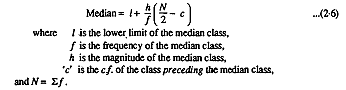 Median = l + h/f (N/2 - c) ...(2·6)
where l is the lower limit of the median class,
f is the frequency of the median class,
h is the magnitude of the median class,
'c' is the c.f. of the class preceding the median class,
and N = Σf.